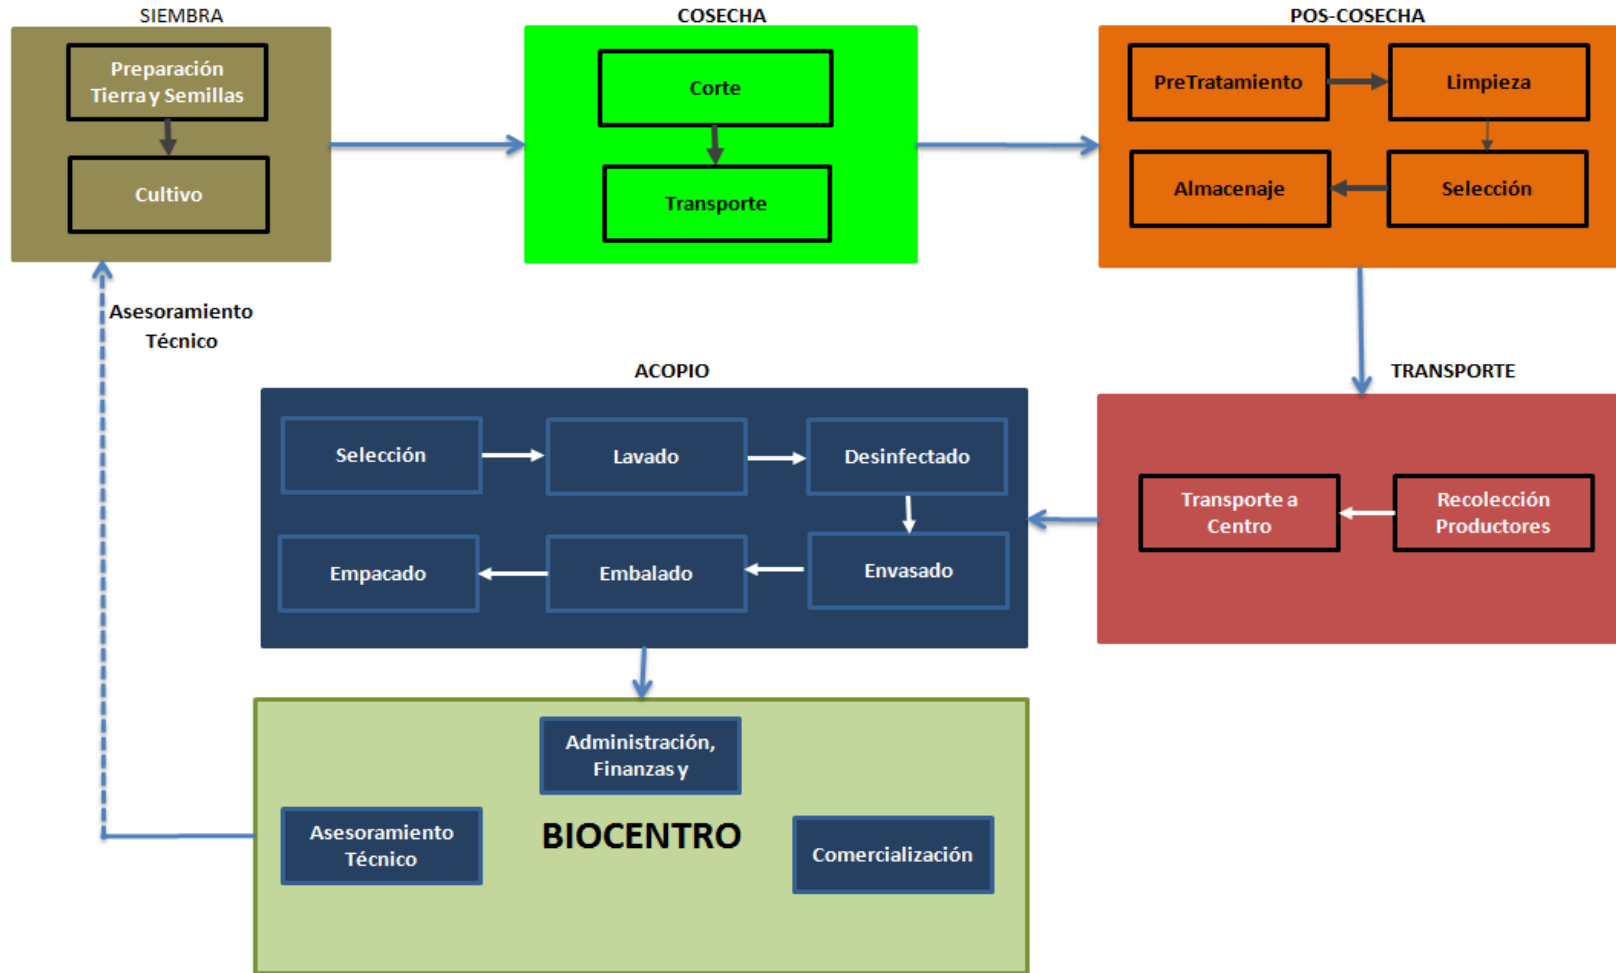 SIEMBRA
Preparación
Tierra y Semillas
Cultivo
COSECHA
Corte
Transporte
POS-COSECHA
PreTratamiento
Limpieza
Almacenaje
Selección
Asesoramiento
Técnico
ACOPIO
Selección
Lavado
Desinfectado
Empacado
Embalado
Envasado
TRANSPORTE
Transporte a
Centro
Recolección
Productores
Administración,
Finanzas y
Asesoramiento
Técnico
BIOCENTRO
Comercialización